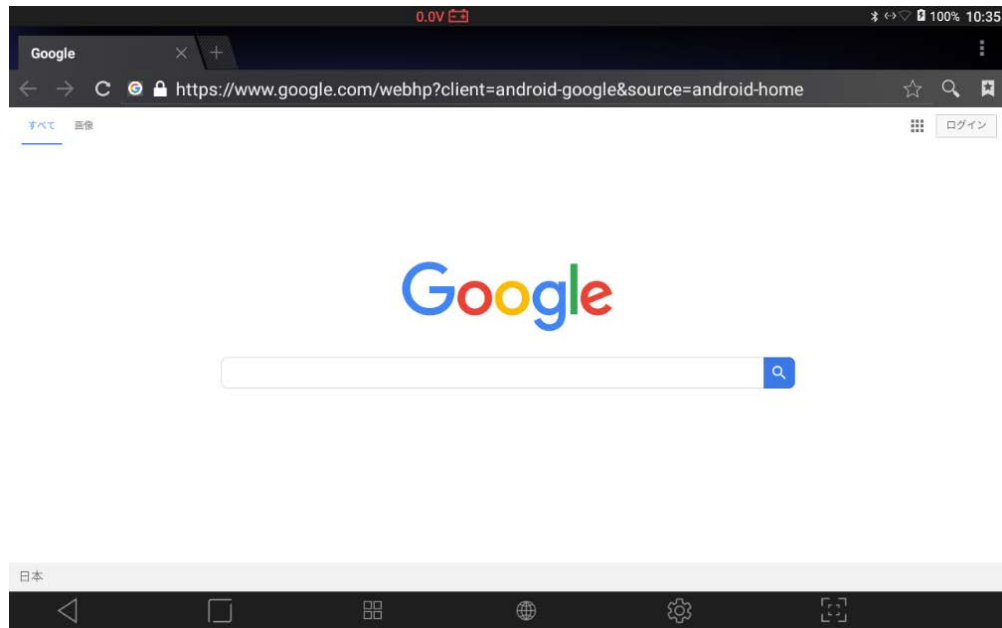 0.0V 100% 10:35
Google
https://www.google.com/webhp?client=android-google&source=android-home
すべて 画像 ログイン
Google
日本